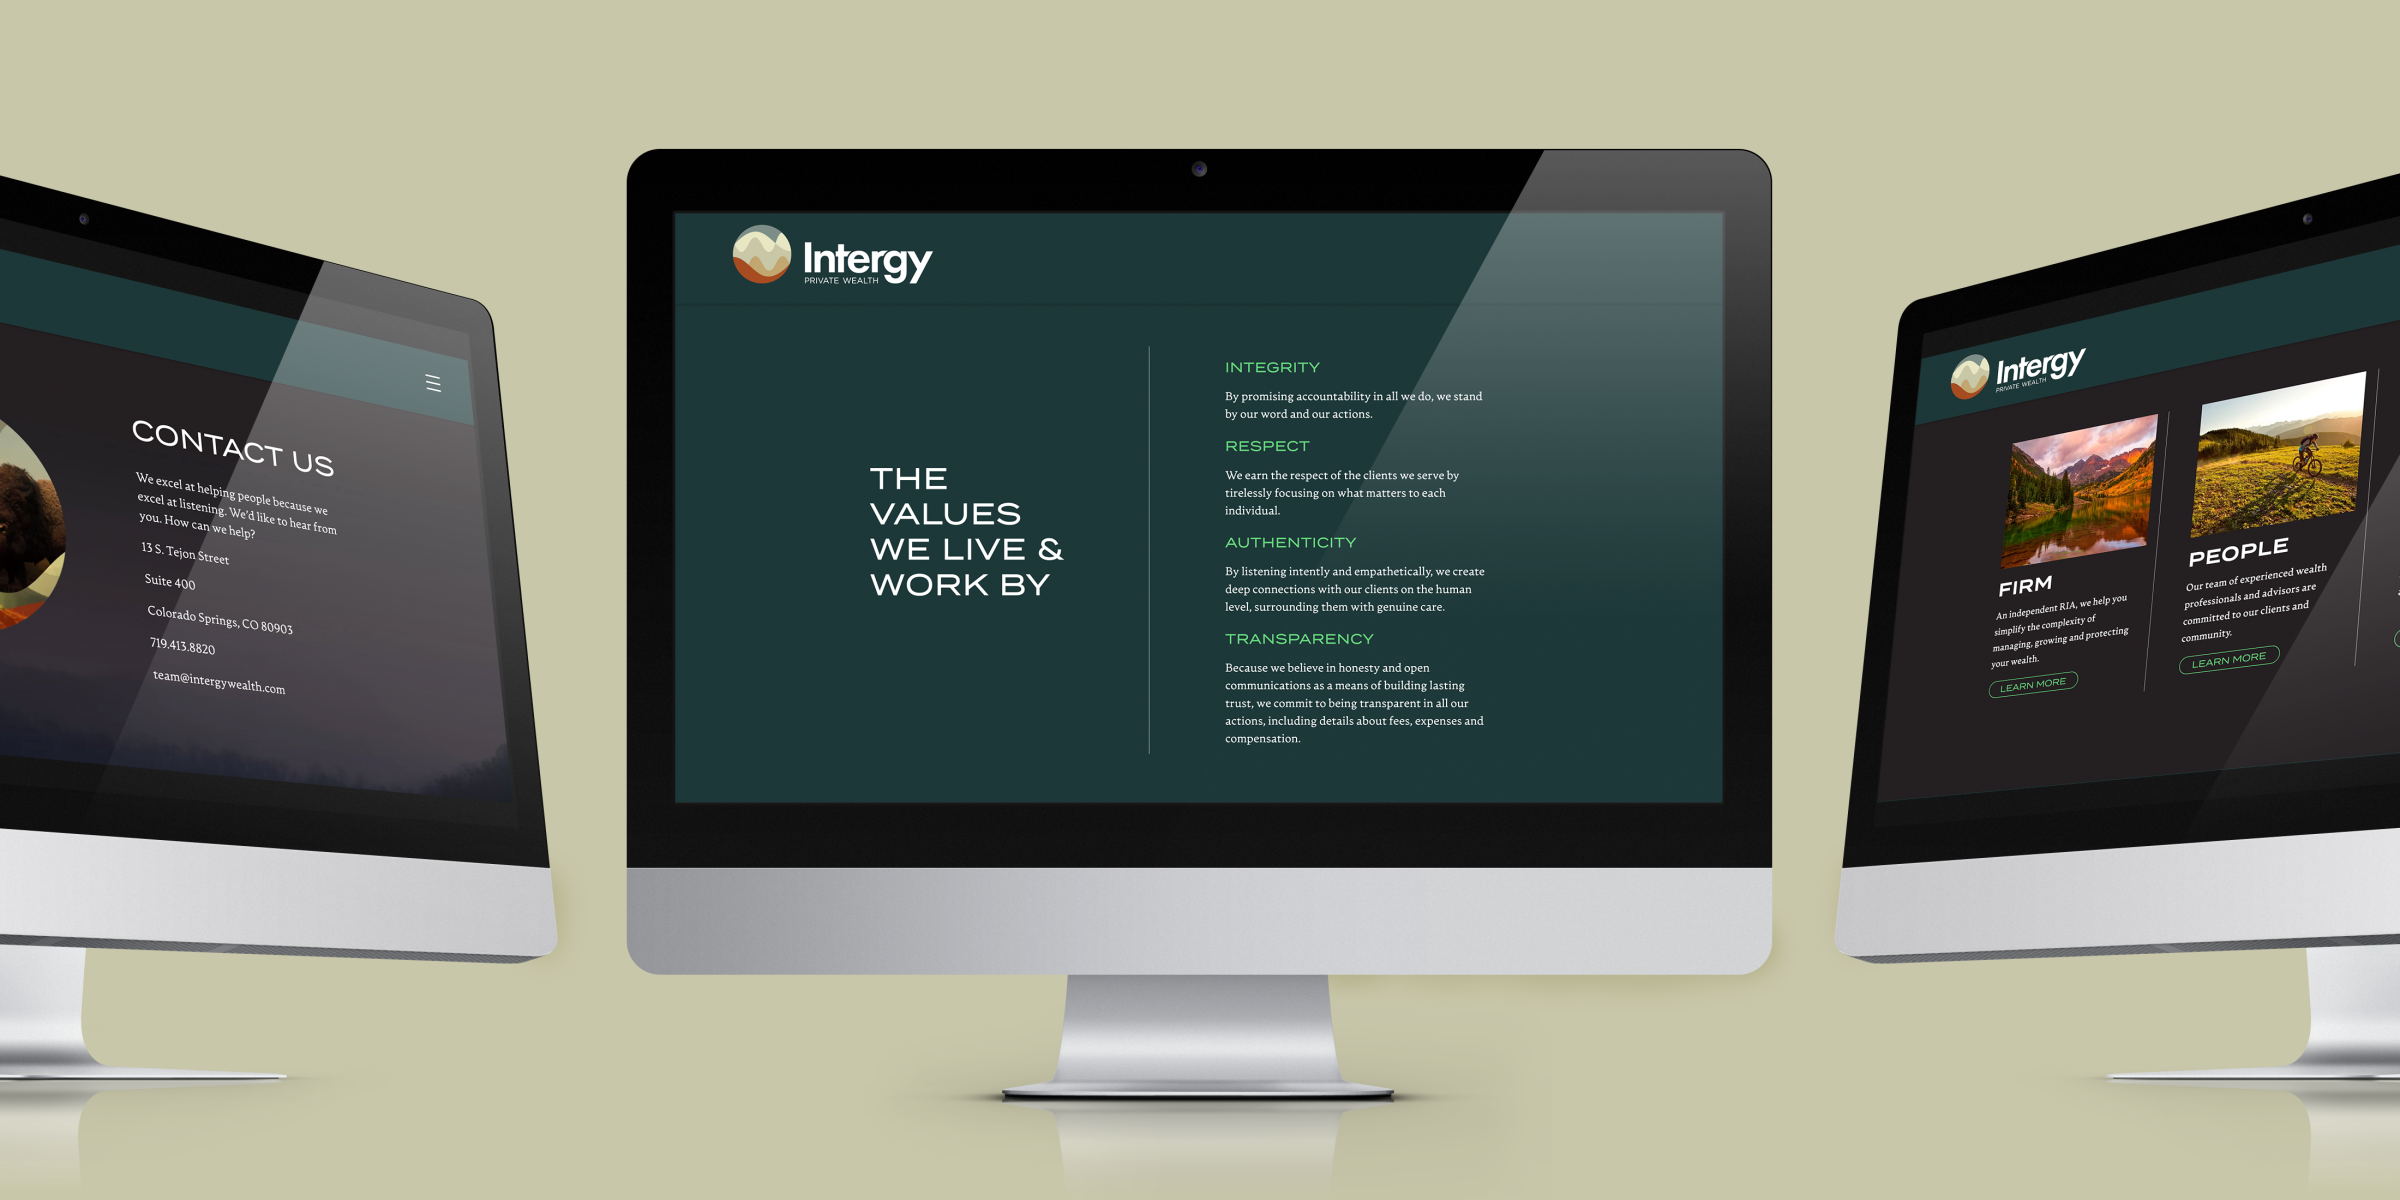 CONTACT US
We excel at helping people because we
excel at listening. We'd like to hear from
you. How can we help?
13 S. Tejon Street
Suite 400
Colorado Springs, CO 80903
719.413.8820
team@intergywealth.com
Intergy
PRIVATE WEALTH
THE
VALUES
WE LIVE &
WORK BY
INTEGRITY
By promising accountability in all we do, we stand
by our word and our actions.
RESPECT
We earn the respect of the clients we serve by
tirelessly focusing on what matters to each
individual.
AUTHENTICITY
By listening intently and empathetically, we create
deep connections with our clients on the human
level, surrounding them with genuine care.
TRANSPARENCY
Because we believe in honesty and open
communications as a means of building lasting
trust, we commit to being transparent in all our
actions, including details about fees, expenses and
compensation.
Intergy
PRIVATE WEALTH
FIRM
An independent RIA, we help you
simplify the complexity of
managing, growing and protecting
your wealth.
LEARN MORE
PEOPLE
Our team of experienced wealth
professionals and advisors are
committed to our clients and
community.
LEARN MORE